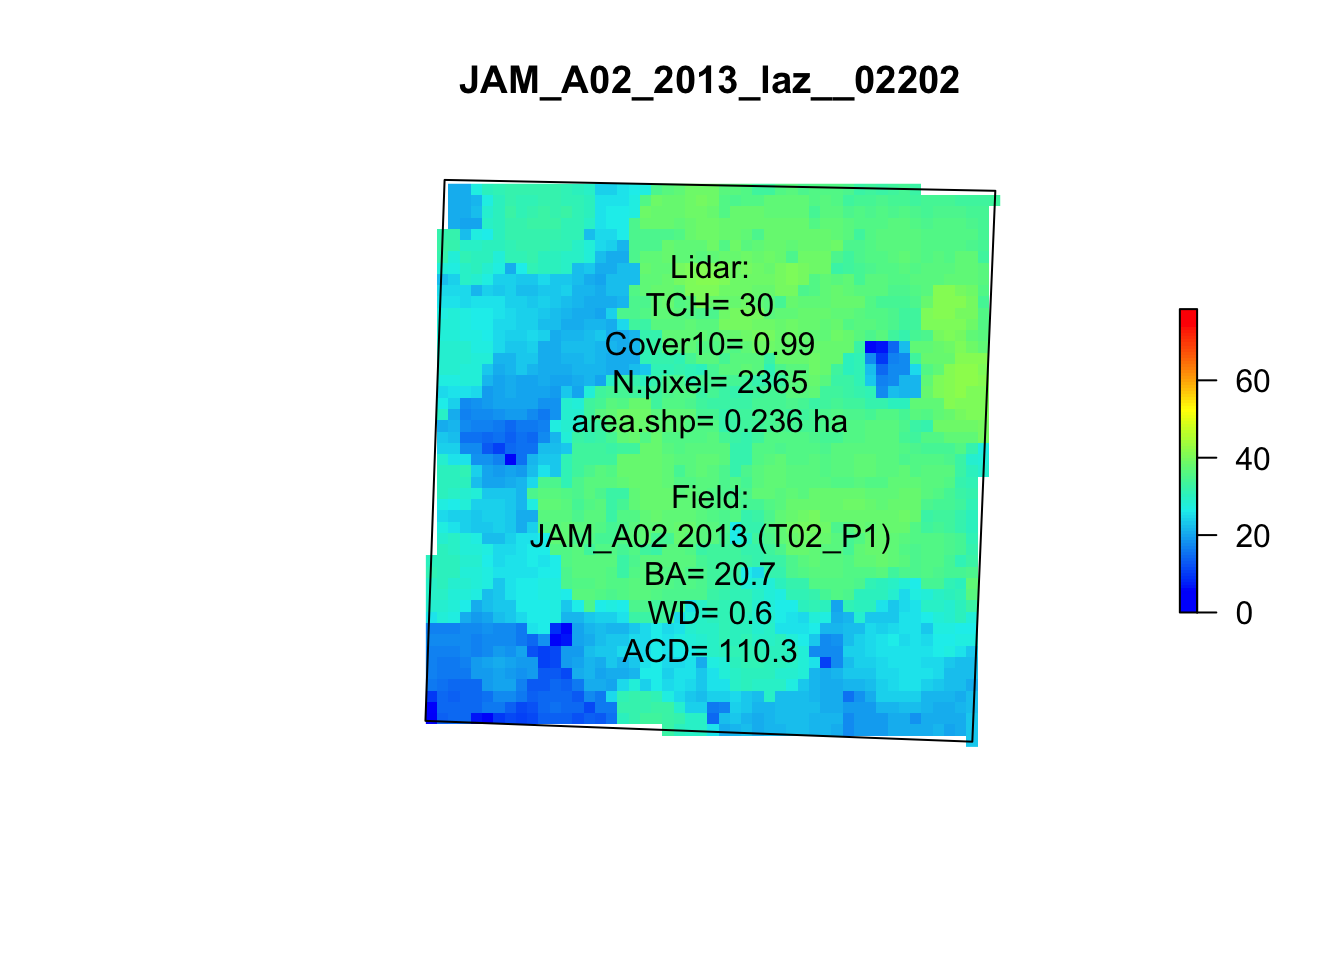 JAM_A02_2013_laz__02202
Lidar:
TCH= 30
Cover10= 0.99
N.pixel= 2365
area.shp= 0.236 ha
Field:
JAM_A02 2013 (T02_P1)
BA= 20.7
WD= 0.6
ACD= 110.3
60
40
20
0